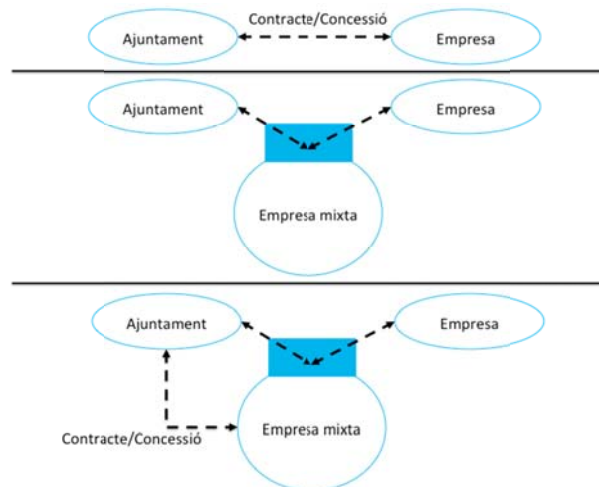 Contracte/Concessió
Ajuntament
Empresa
Ajuntament
Empresa
Empresa mixta
Ajuntament
Empresa
Contracte/Concessió
Empresa mixta